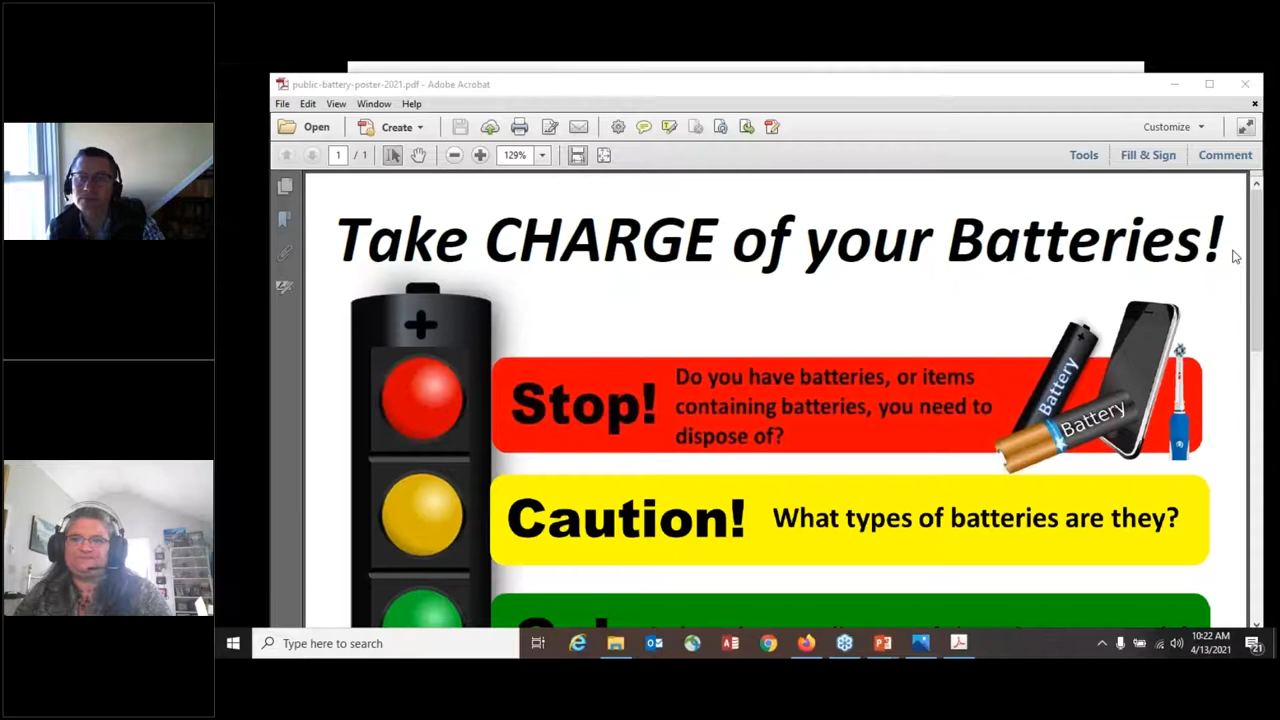 public-battery-poster-2021.pdf - Adobe Acrobat
File Edit View Window Help
Open Create Customize
1 / 1 129% Tools Fill & Sign Comment
Take CHARGE of your Batteries!
Stop!
Do you have batteries, or items
containing batteries, you need to
dispose of?
Battery
Battery
Caution!
What types of batteries are they?
Type here to search
10:22 AM
4/13/2021
21